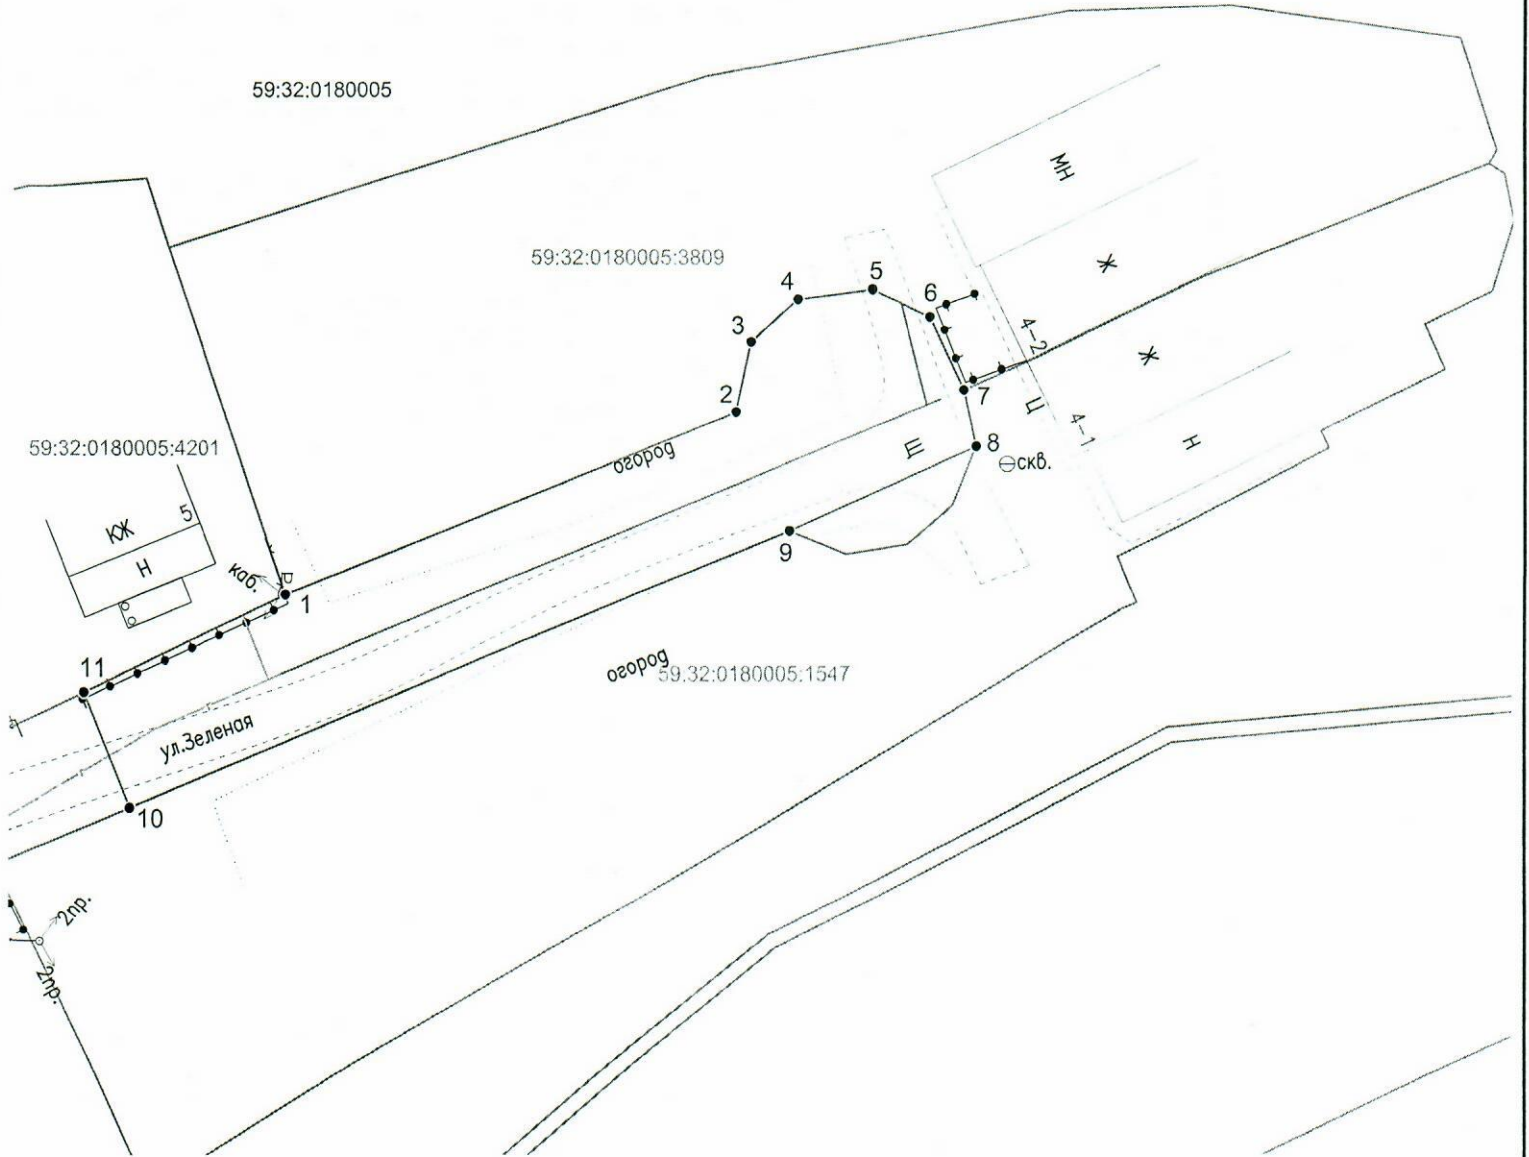 59:32:0180005
МН
59:32:0180005:3809
Ж
5
4
6
3
4-2
Ж
7
2
Ц
4-1
8
Н
59:32:0180005:4201
огород
Щ
скв.
5
КЖ
9
Н
каб.
1
11
огород
59:32:0180005:1547
ул.Зеленая
10
2пр.
2пр.